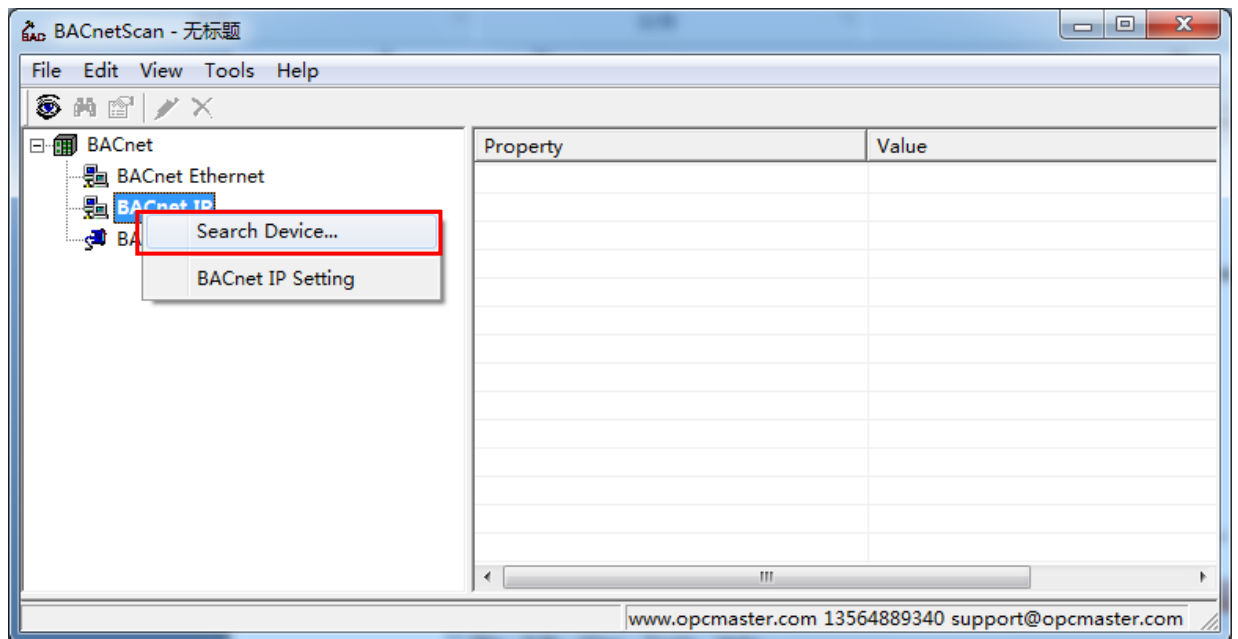 BACnetScan - 无标题
File Edit View Tools Help
BACnet
Property Value
BACnet Ethernet
BACnet IP
Search Device...
BA
BACnet IP Setting
www.opcmaster.com 13564889340 support@opcmaster.com